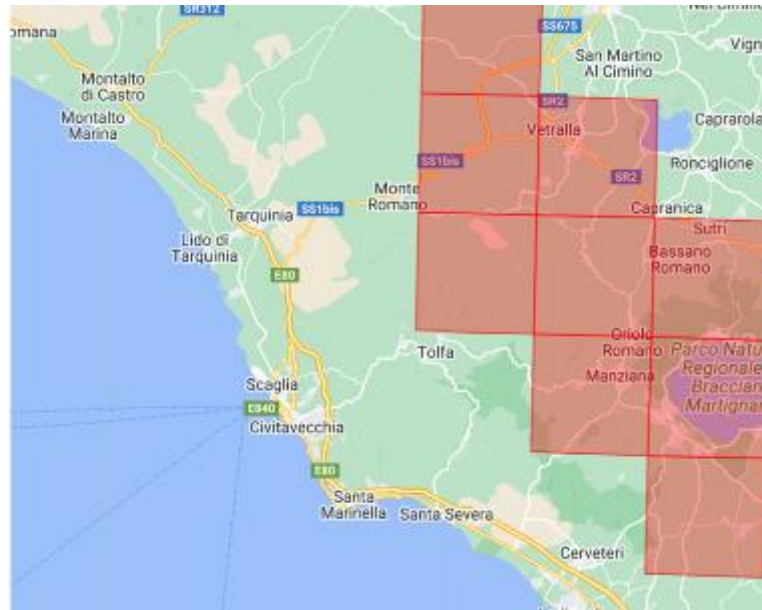 SR312
SS675
omana
San Martino
Al Cimino
Vign
Montalto
di Castro
Montalto
Marina
SR2
Caprarola
Vetralla
SS1bis
Ronciglione
SR2
Monte
Romano
SS1bis
Tarquinia
Capranica
Sutri
Lido di
Tarquinia
Bassano
Romano
E80
Oriolo
Romano
Parco Natu
Regionale
Braccian
Martignan
Tolfa
Manziana
Scaglia
E840
Civitavecchia
E80
Santa
Marinella
Santa Severa
Cerveteri